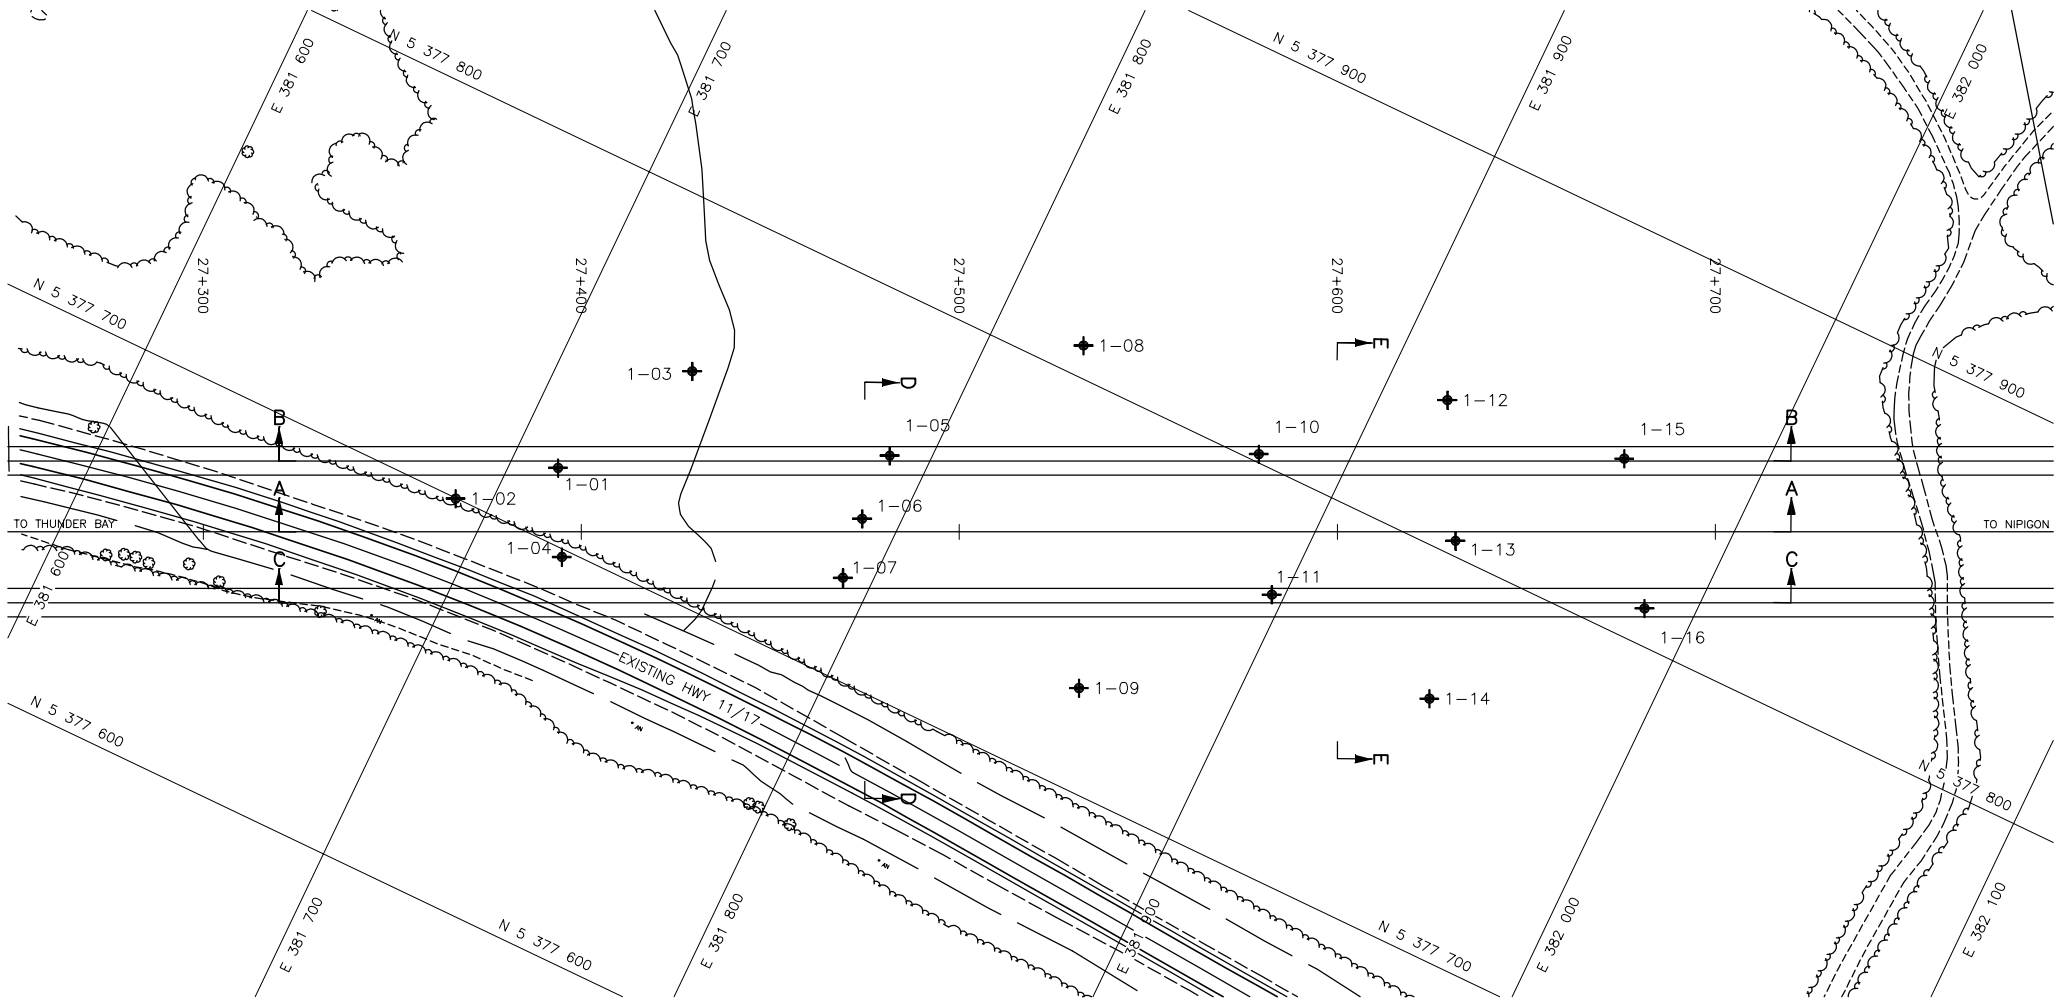 N 5 377 800
N 5 377 900
E 381 600
E 381 700
E 381 800
E 381 900
E 382 000
27+300
27+400
27+500
27+600
27+700
N 5 377 700
1-08
E
1-03
D
N 5 377 900
1-12
B
1-05
1-10
1-15
B
1-01
A
1-02
1-06
A
TO THUNDER BAY
TO NIPIGON
1-04
1-13
C
1-07
1-11
C
E 381 600
AN
1-16
EXISTING HWY 11/17
1-09
1-14
N 5 377 600
AN
E
N 5 377 800
D
AN
E 381 700
N 5 377 600
E 381 800
E 381 900
N 5 377 700
E 382 000
E 382 100